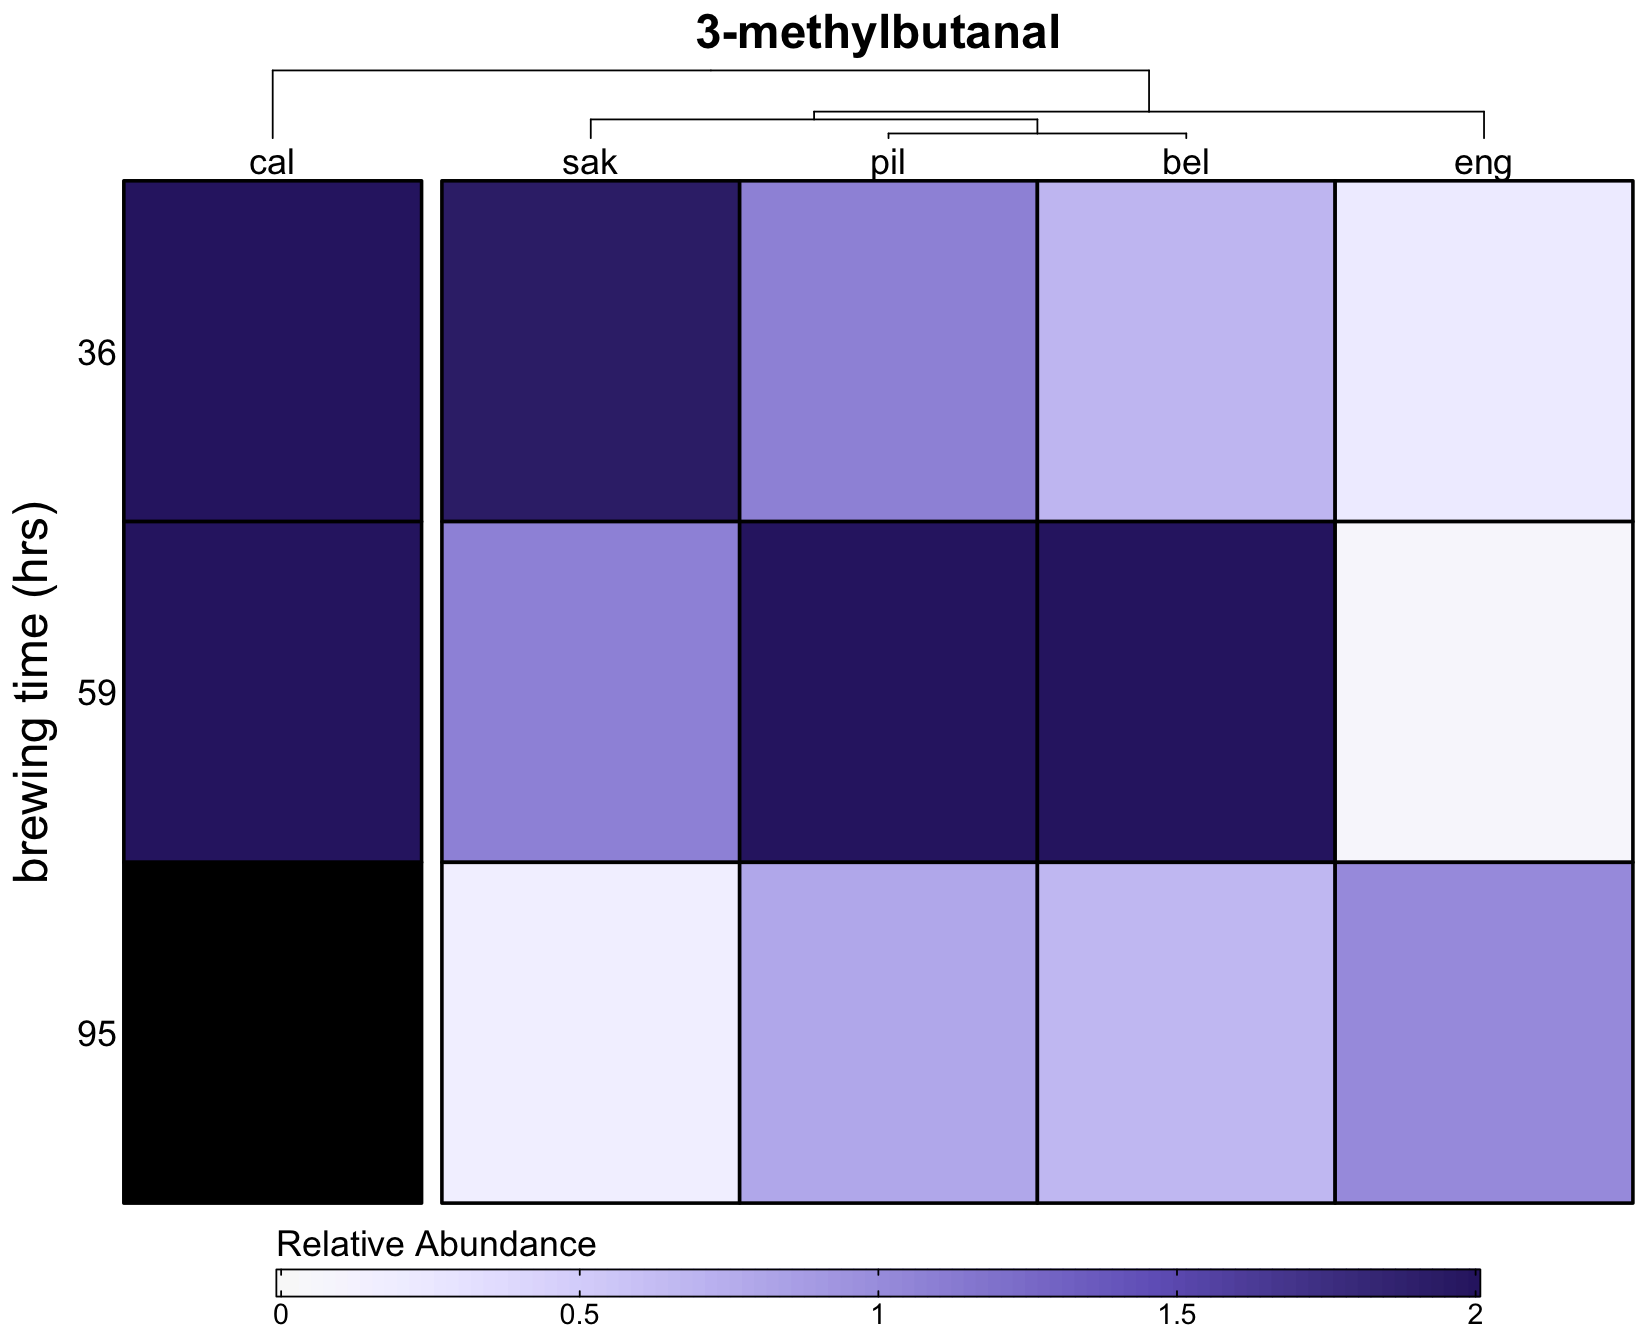 3-methylbutanal
cal sak pil bel eng
36
59
95
brewing time (hrs)
Relative Abundance
0 0.5 1 1.5 2